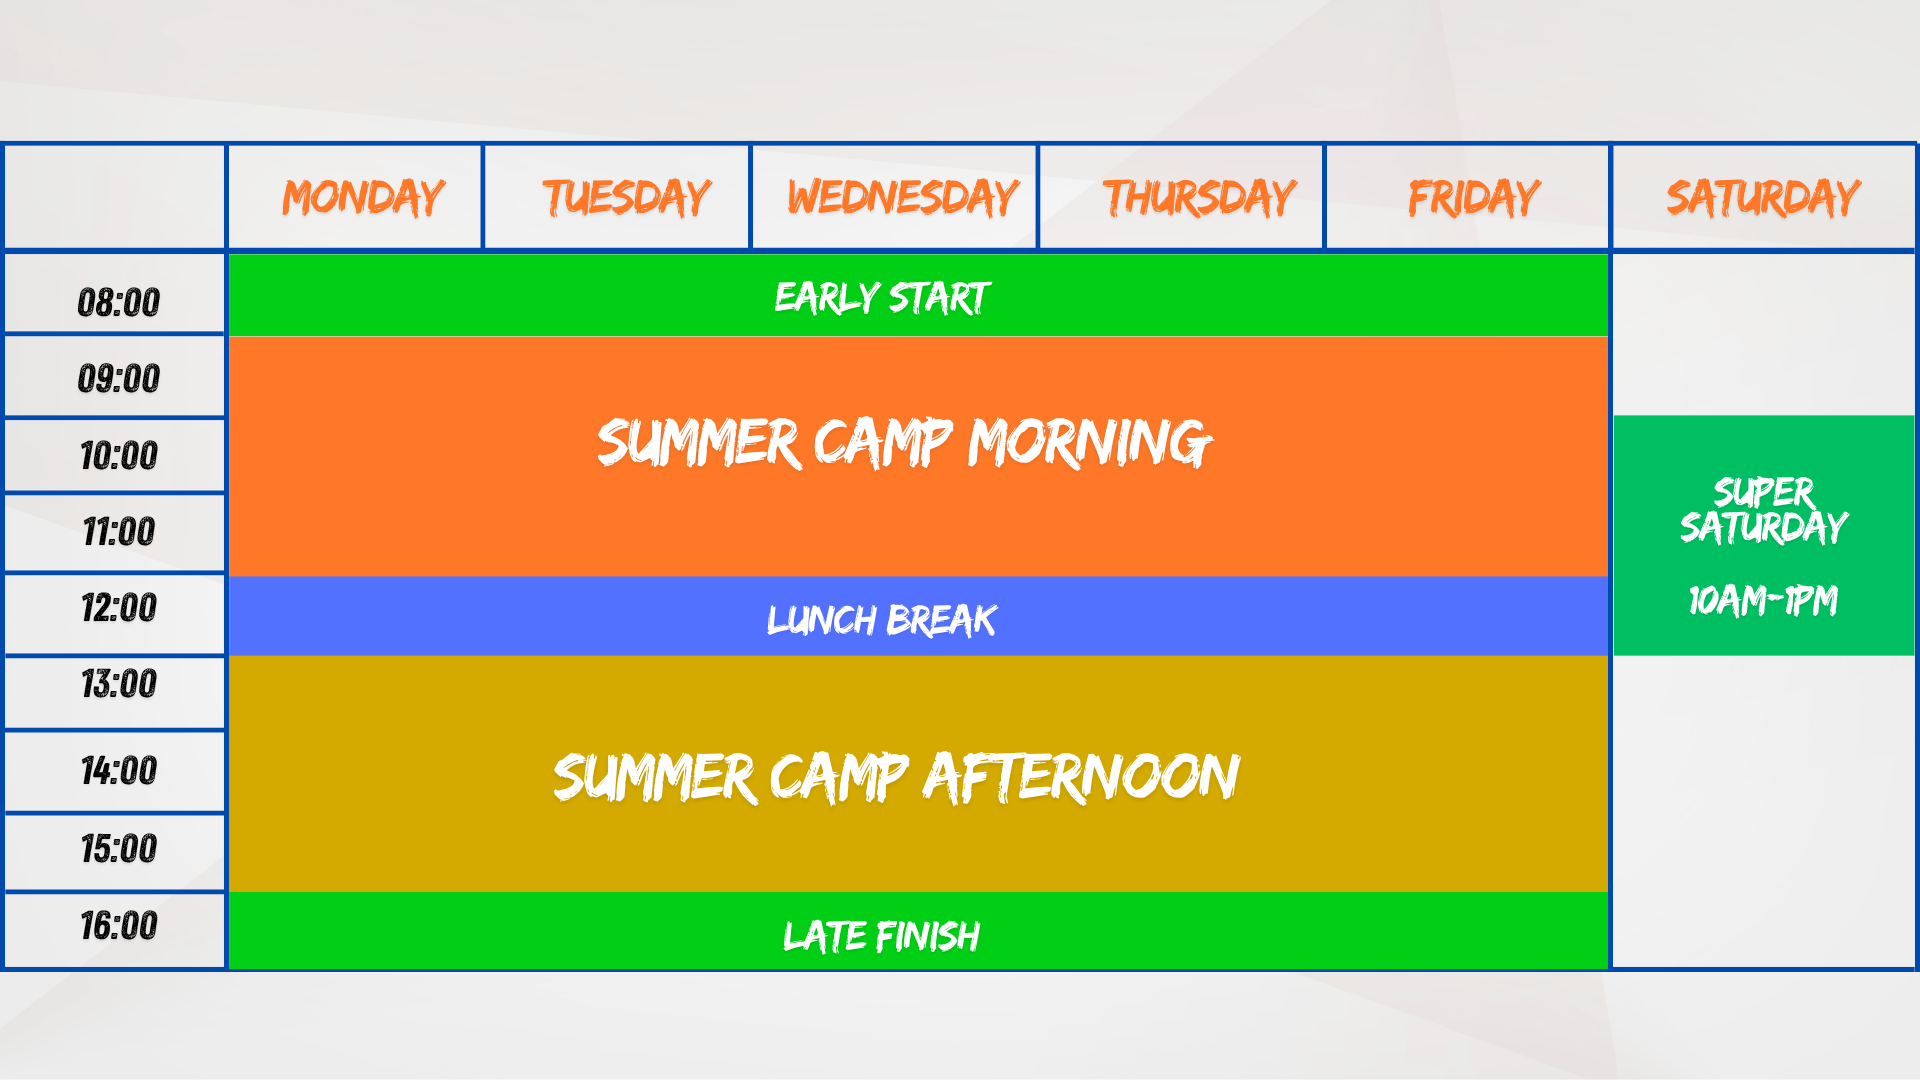 MONDAY TUESDAY WEDNESDAY THURSDAY FRIDAY SATURDAY
08:00 EARLY START
09:00
10:00
SUMMER CAMP MORNING
11:00
SUPER
SATURDAY
10AM-1PM
12:00 LUNCH BREAK
13:00
14:00 SUMMER CAMP AFTERNOON
15:00
16:00 LATE FINISH